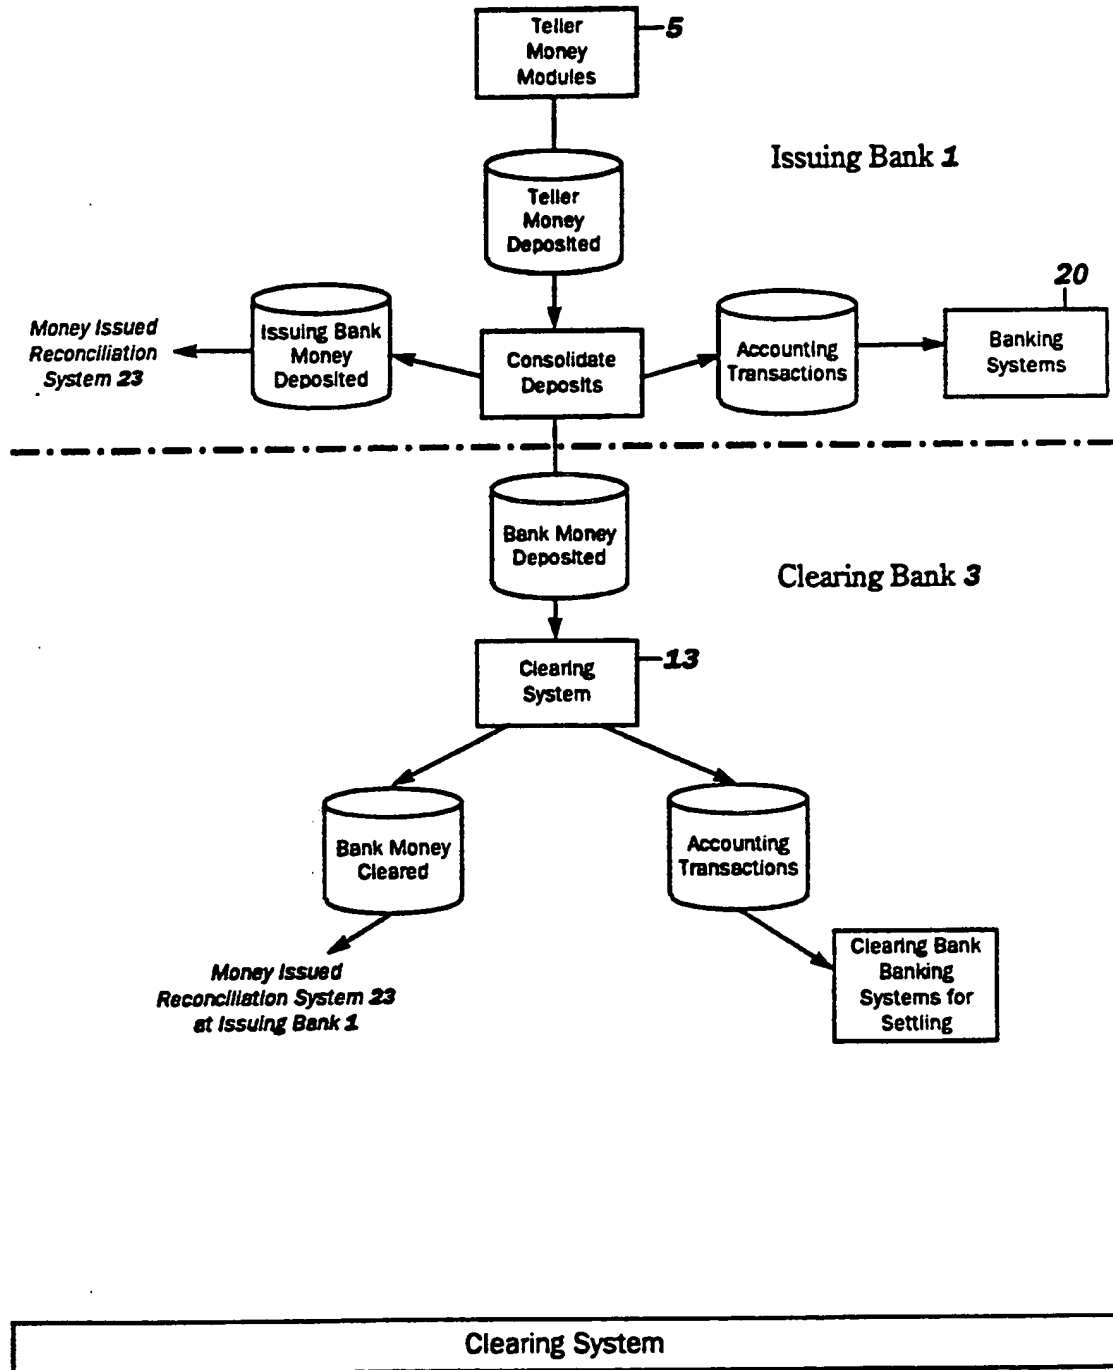 Teller
Money
Modules
5
Issuing Bank 1
Teller
Money
Deposited
20
Money Issued
Reconciliation
System 23
Issuing Bank
Money
Deposited
Consolidate
Deposits
Accounting
Transactions
Banking
Systems
Bank Money
Deposited
Clearing Bank 3
Clearing
System
13
Bank Money
Cleared
Accounting
Transactions
Money Issued
Reconciliation System 23
at Issuing Bank 1
Clearing Bank
Banking
Systems for
Settling
Clearing System